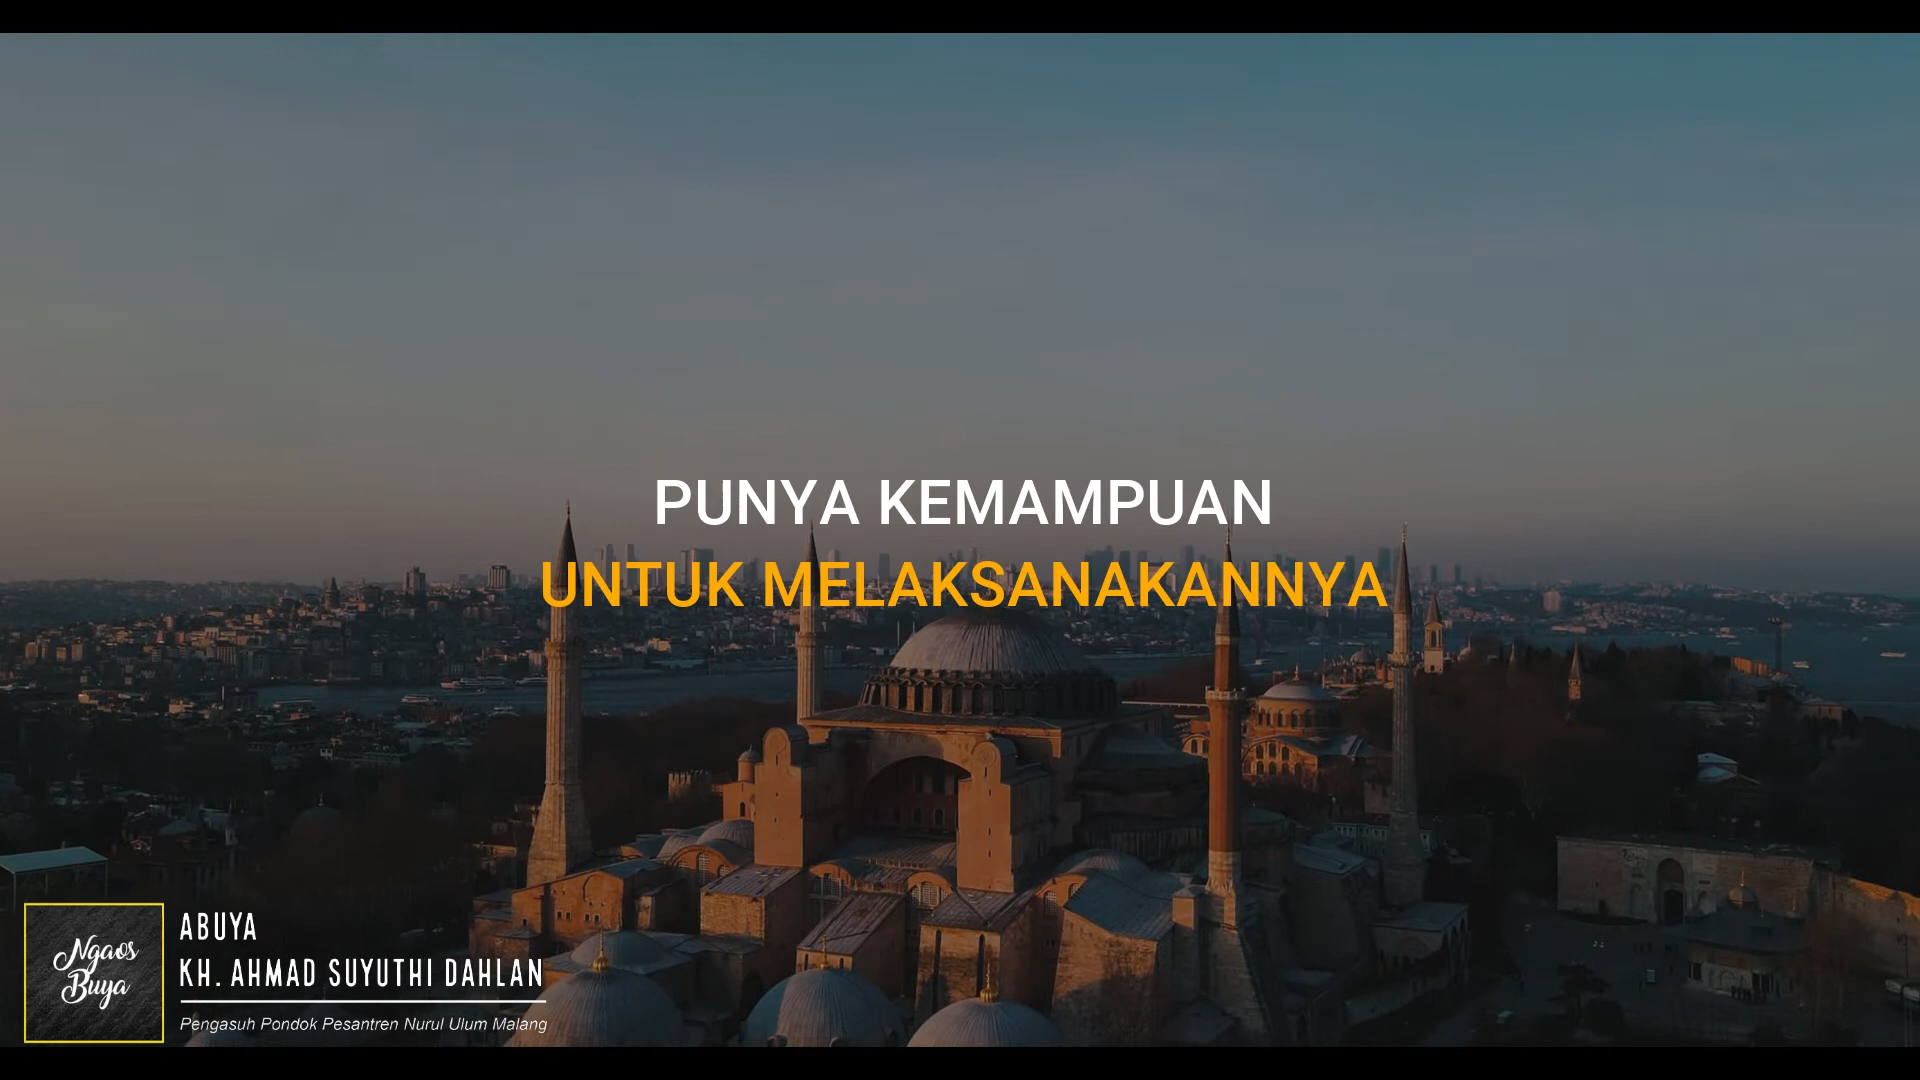 PUNYA KEMAMPUAN
UNTUK MELAKSANAKANNYA
Ngaos
Buya
ABUYA
KH. AHMAD SUYUTHI DAHLAN
Pengasuh Pondok Pesantren Nurul Ulum Malang